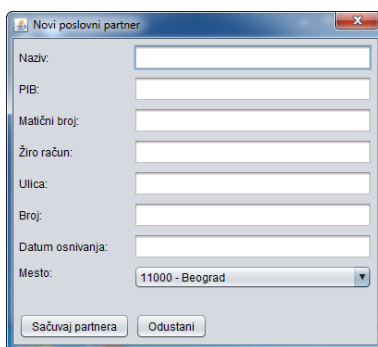 Novi poslovni partner
Naziv:
PIB:
Matični broj:
Žiro račun:
Ulica:
Broj:
Datum osnivanja:
Mesto: 11000 - Beograd
Sačuvaj partnera Odustani